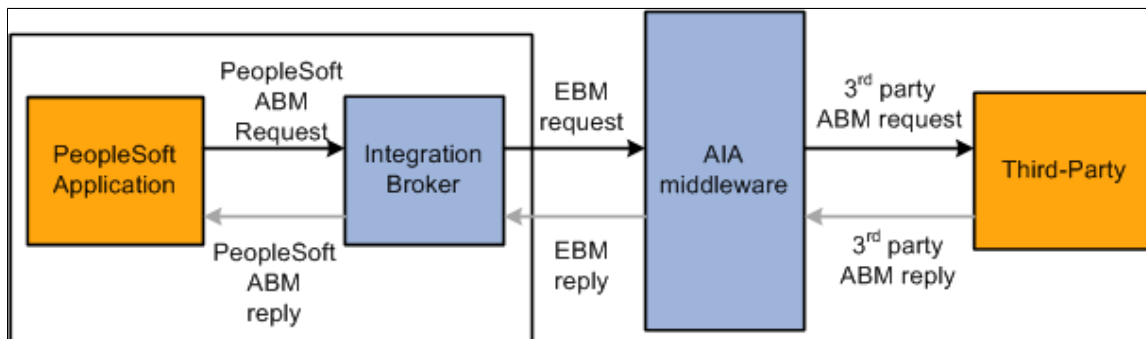 PeopleSoft
Application
PeopleSoft
ABM
Request
PeopleSoft
ABM
reply
Integration
Broker
EBM
request
EBM
reply
AIA
middleware
3rd party
ABM request
3rd party
ABM reply
Third-Party